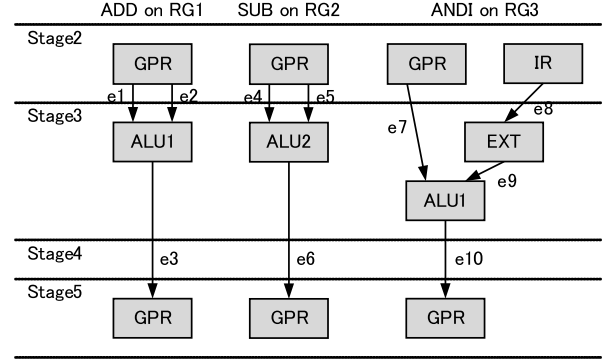 ADD on RG1 SUB on RG2 ANDI on RG3
Stage2
GPR GPR GPR IR
e1 e2 e4 e5 e8
Stage3
e7
ALU1 ALU2 EXT
e9
ALU1
Stage4
e3 e6 e10
Stage5
GPR GPR GPR